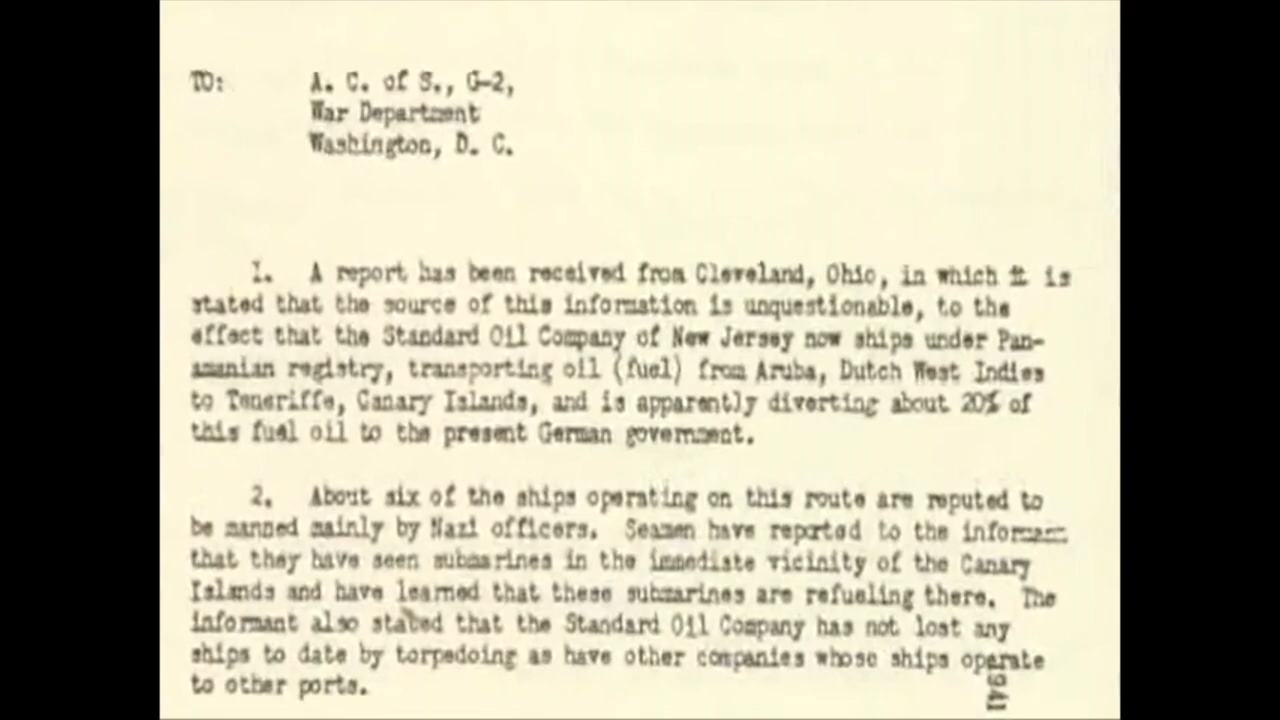 TO: A. C. of S., G-2,
War Department
Washington, D. C.
1. A report has been received from Cleveland, Ohio, in which it is
stated that the source of this information is unquestionable, to the
effect that the Standard Oil Company of New Jersey now ships under Pan-
amanian registry, transporting oil (fuel) from Aruba, Dutch West Indies
to Teneriffe, Canary Islands, and is apparently diverting about 20% of
this fuel oil to the present German government.
2. About six of the ships operating on this route are reputed to
be manned mainly by Nazi officers. Seamen have reported to the informant
that they have seen submarines in the immediate vicinity of the Canary
Islands and have learned that these submarines are refueling there. The
informant also stated that the Standard Oil Company has not lost any
ships to date by torpedoing as have other companies whose ships operate
to other ports.
1941